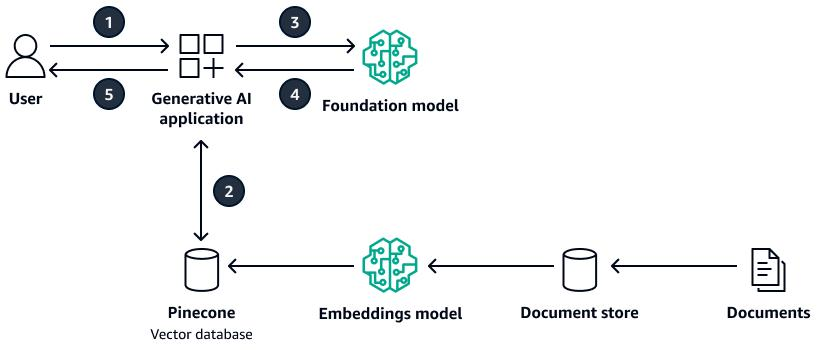 1
3
User
5
Generative AI
application
4
Foundation model
2
Pinecone
Vector database
Embeddings model
Document store
Documents